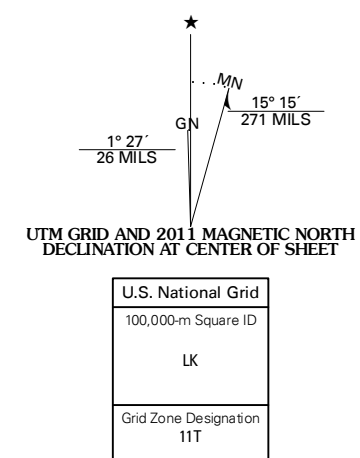 ★
MN
15° 15´
271 MILS
GN
1° 27´
26 MILS
UTM GRID AND 2011 MAGNETIC NORTH
DECLINATION AT CENTER OF SHEET
U.S. National Grid
100,000-m Square ID
LK
Grid Zone Designation
11T